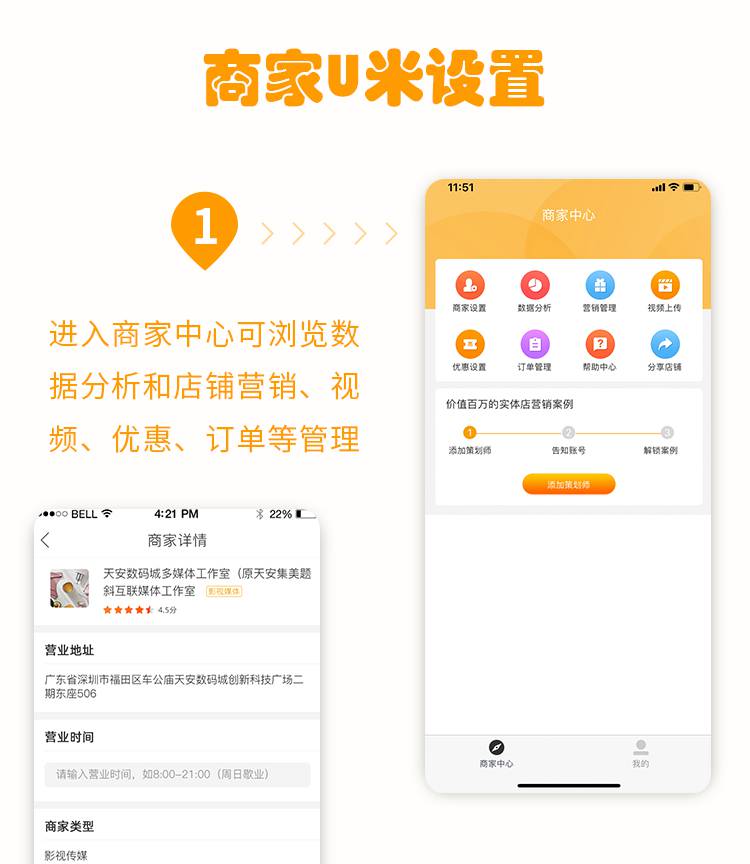 商家U米设置
1
进入商家中心可浏览数
据分析和店铺营销、视
频、优惠、订单等管理
11:51
商家中心
商家设置 数据分析 营销管理 视频上传
优惠设置 订单管理 帮助中心 分享店铺
价值百万的实体店营销案例
1 2 3
添加策划师 告知账号 解锁案例
添加策划师
商家中心 我的
BELL 4:21 PM 22%
商家详情
天安数码城多媒体工作室（原天安集美题
斜互联媒体工作室 影视媒体
4.5分
营业地址
广东省深圳市福田区车公庙天安数码城创新科技广场二
期东座506
营业时间
请输入营业时间，如8:00-21:00（周日歇业）
商家类型
影视传媒